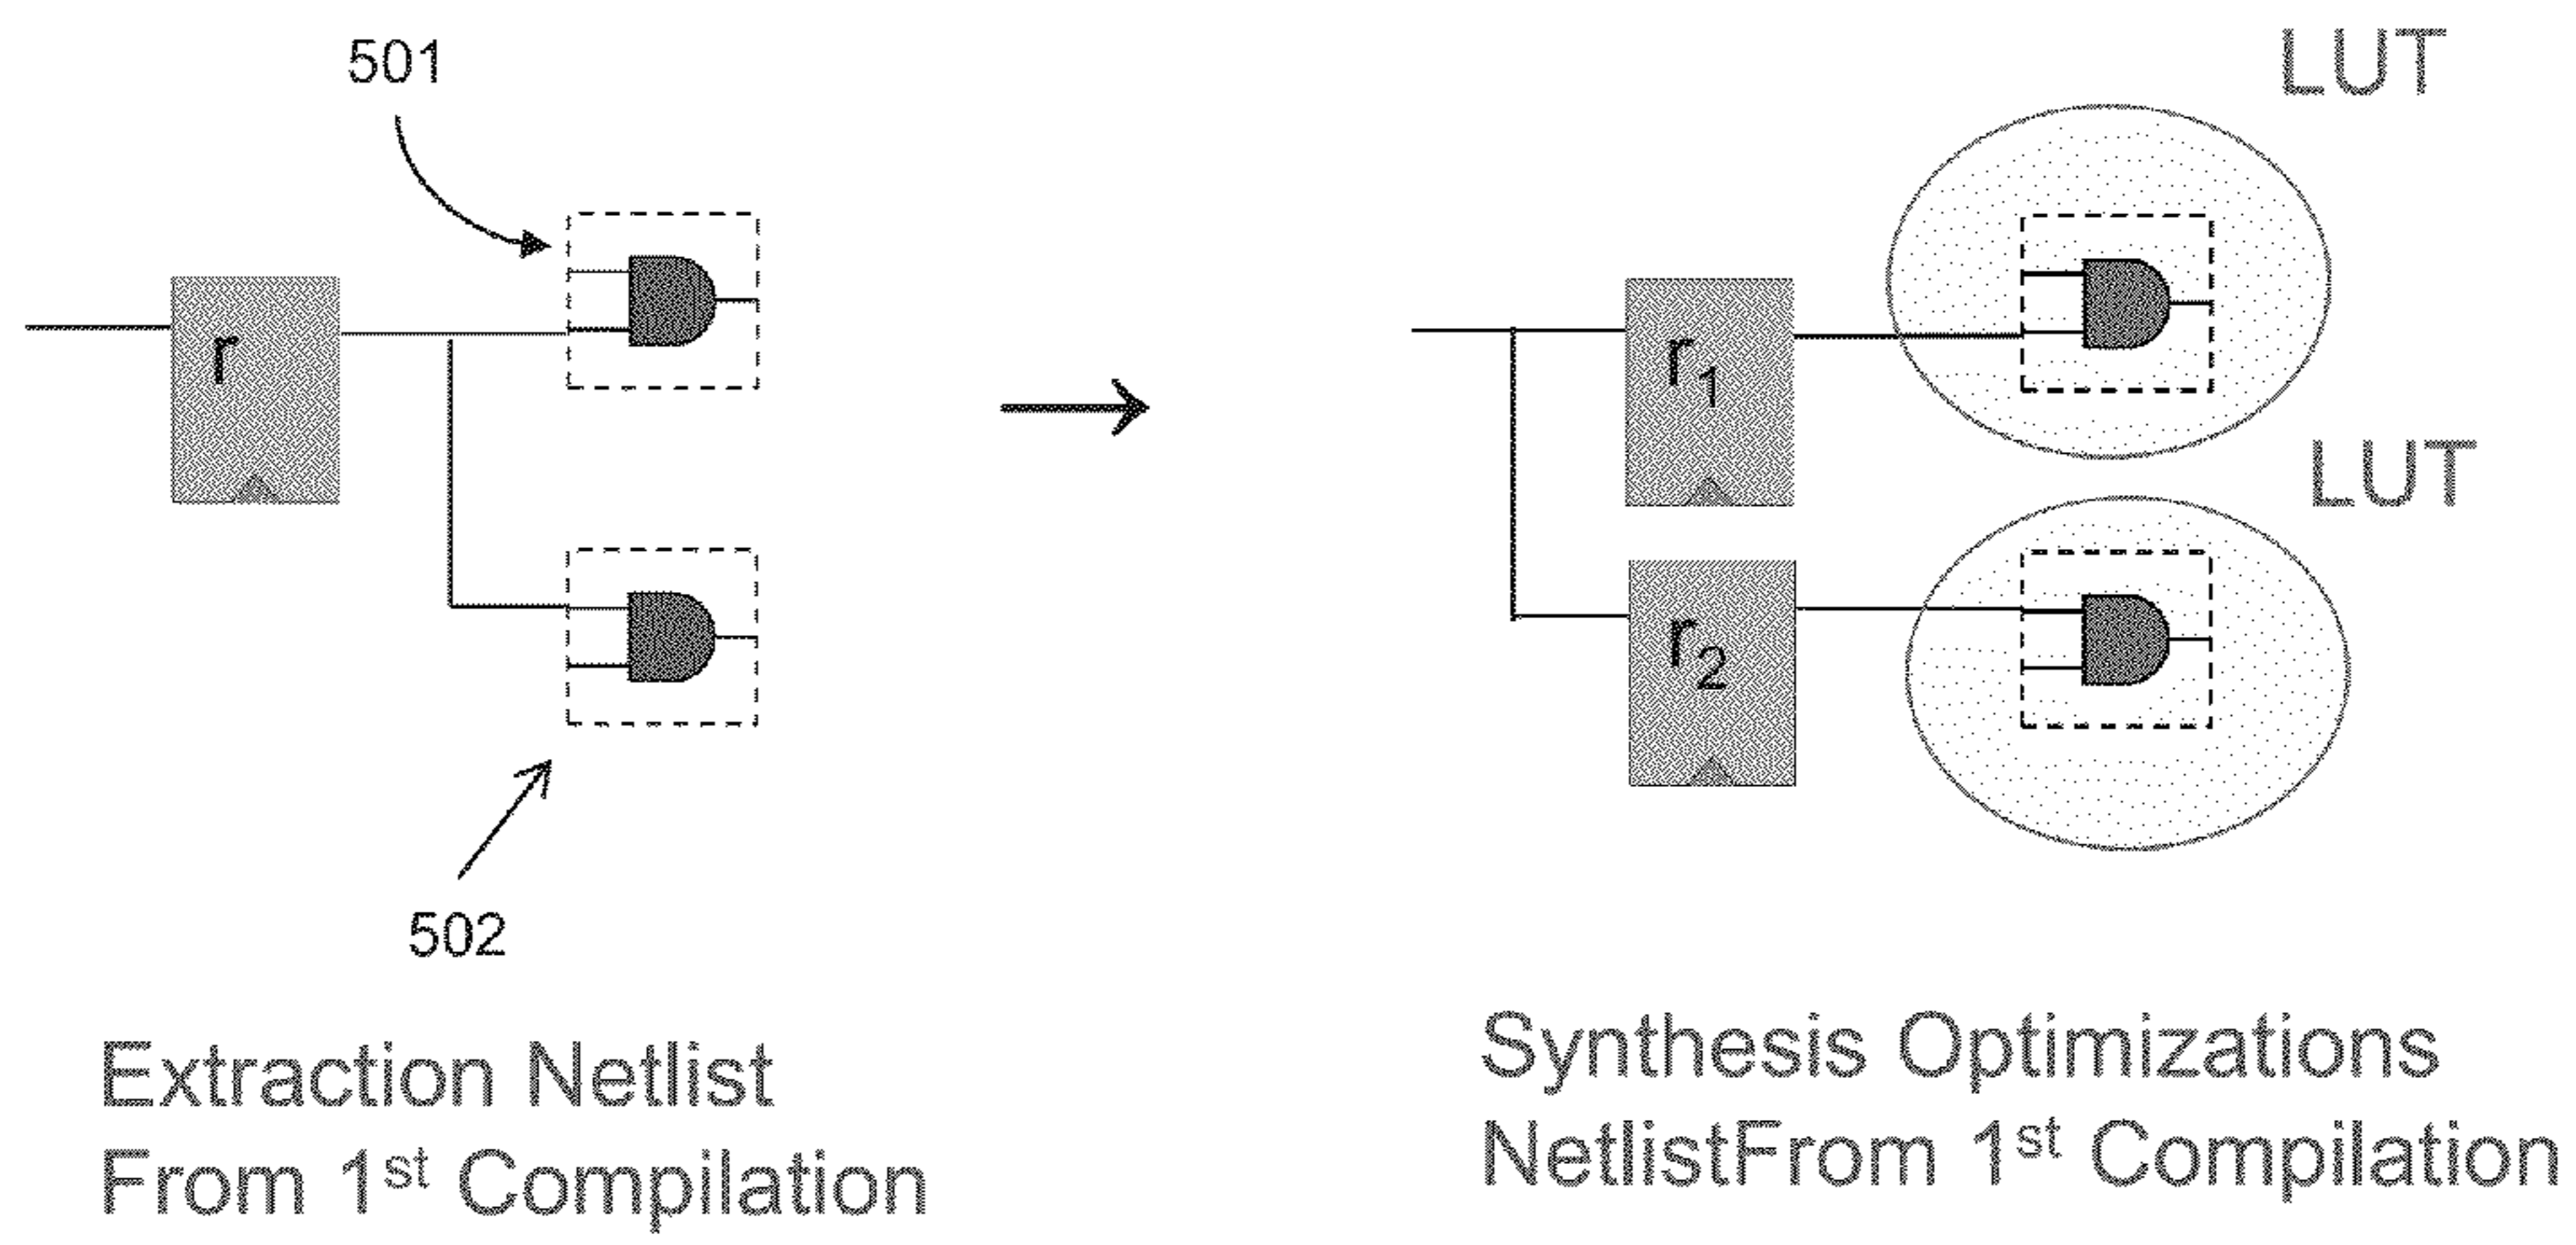 501
LUT
r
r1
LUT
r2
502
Extraction Netlist
From 1st Compilation
Synthesis Optimizations
NetlistFrom 1st Compilation